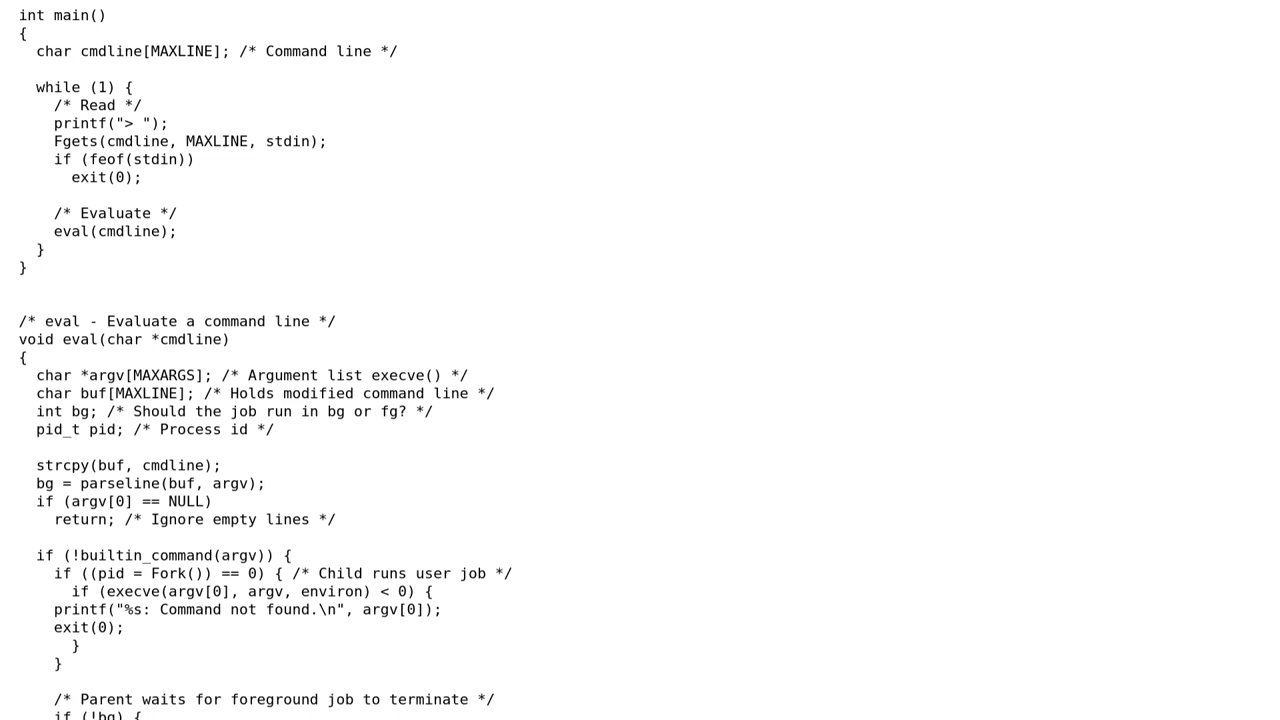 int main()
{
  char cmdline[MAXLINE]; /* Command line */

  while (1) {
    /* Read */
    printf("> ");
    Fgets(cmdline, MAXLINE, stdin);
    if (feof(stdin))
      exit(0);

    /* Evaluate */
    eval(cmdline);
  }
}


/* eval - Evaluate a command line */
void eval(char *cmdline)
{
  char *argv[MAXARGS]; /* Argument list execve() */
  char buf[MAXLINE]; /* Holds modified command line */
  int bg; /* Should the job run in bg or fg? */
  pid_t pid; /* Process id */

  strcpy(buf, cmdline);
  bg = parseline(buf, argv);
  if (argv[0] == NULL)
    return; /* Ignore empty lines */

  if (!builtin_command(argv)) {
    if ((pid = Fork()) == 0) { /* Child runs user job */
      if (execve(argv[0], argv, environ) < 0) {
    printf("%s: Command not found.\n", argv[0]);
    exit(0);
      }
    }

    /* Parent waits for foreground job to terminate */
    if (!bg) {